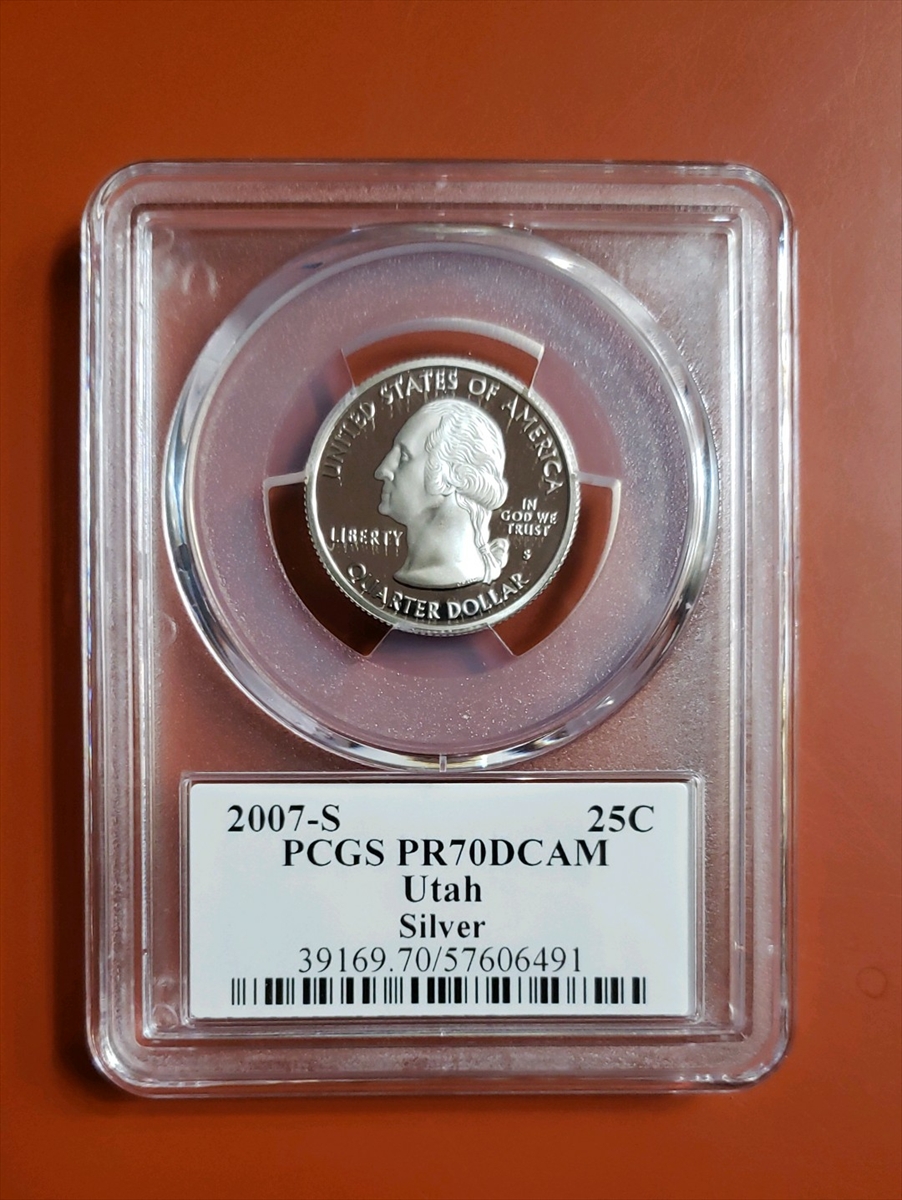 UNITED STATES OF AMERICA
LIBERTY
IN
GOD WE
TRUST
S
QUARTER DOLLAR
2007-S 25C
PCGS PR70DCAM
Utah
Silver
39169.70/57606491